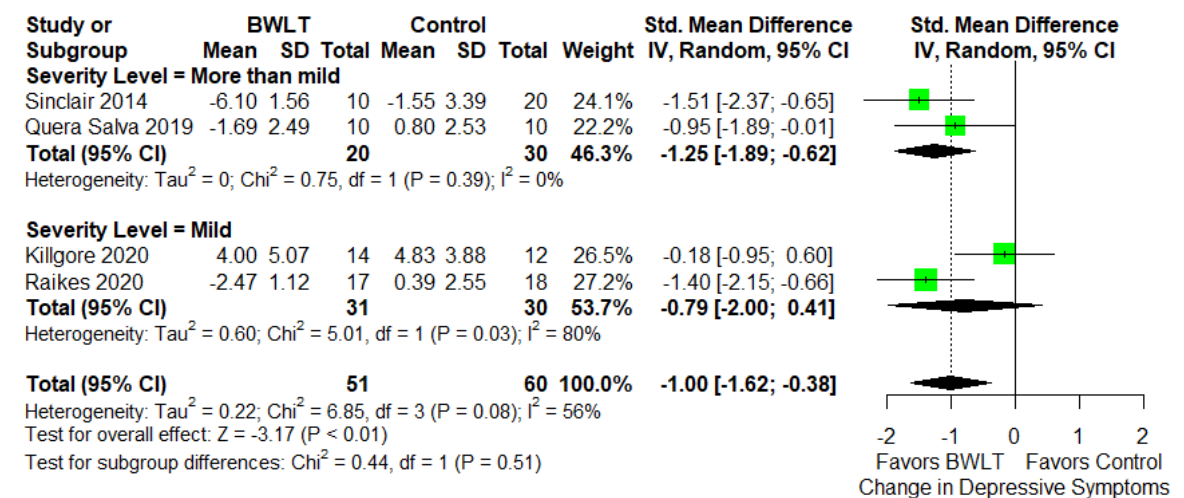 Study or BWLT Control Std. Mean Difference Std. Mean Difference
Subgroup Mean SD Total Mean SD Total Weight IV, Random, 95% CI IV, Random, 95% CI
Severity Level = More than mild
Sinclair 2014 -6.10 1.56 10 -1.55 3.39 20 24.1% -1.51 [-2.37; -0.65]
Quera Salva 2019 -1.69 2.49 10 0.80 2.53 10 22.2% -0.95 [-1.89; -0.01]
Total (95% CI) 20 30 46.3% -1.25 [-1.89; -0.62]
Heterogeneity: Tau² = 0; Chi² = 0.75, df = 1 (P = 0.39); I² = 0%
Severity Level = Mild
Killgore 2020 4.00 5.07 14 4.83 3.88 12 26.5% -0.18 [-0.95; 0.60]
Raikes 2020 -2.47 1.12 17 0.39 2.55 18 27.2% -1.40 [-2.15; -0.66]
Total (95% CI) 31 30 53.7% -0.79 [-2.00; 0.41]
Heterogeneity: Tau² = 0.60; Chi² = 5.01, df = 1 (P = 0.03); I² = 80%
Total (95% CI) 51 60 100.0% -1.00 [-1.62; -0.38]
Heterogeneity: Tau² = 0.22; Chi² = 6.85, df = 3 (P = 0.08); I² = 56%
Test for overall effect: Z = -3.17 (P < 0.01)
Test for subgroup differences: Chi² = 0.44, df = 1 (P = 0.51)
-2 -1 0 1 2
Favors BWLT Favors Control
Change in Depressive Symptoms